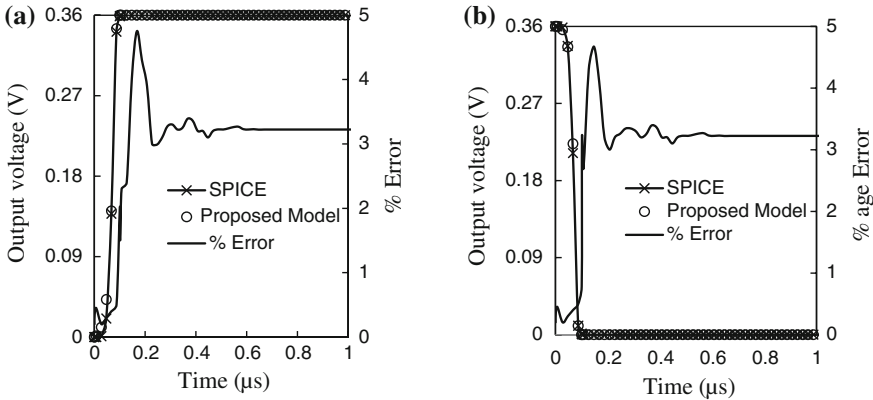 (a)
Output voltage (V)
0.36
0.27
0.18
0.09
0
5
4
3
2
1
0
% Error
SPICE
Proposed Model
% Error
0
0.2
0.4
0.6
0.8
1
Time (µs)
(b)
Output voltage (V)
0.36
0.27
0.18
0.09
0
5
4
3
2
1
0
% age Error
SPICE
Proposed Model
% Error
0
0.2
0.4
0.6
0.8
1
Time (µs)